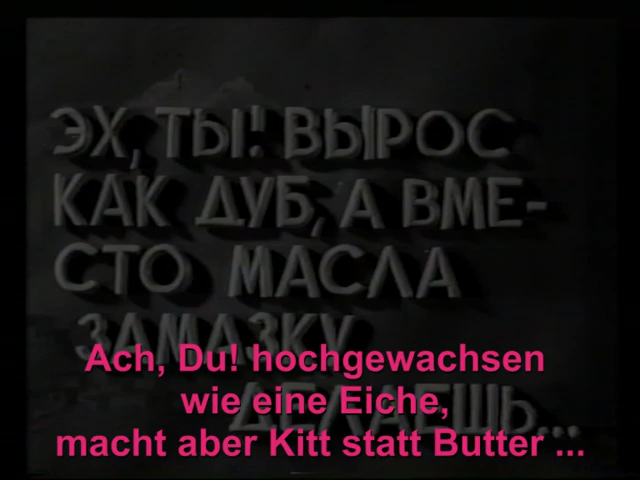 ЭХ, ТЫ! ВЫРОС
КАК ДУБ, А ВМЕ-
СТО МАСЛА
ЗАМАЗКУ
ДЕЛАЕШЬ...
Ach, Du! hochgewachsen
wie eine Eiche,
macht aber Kitt statt Butter ...